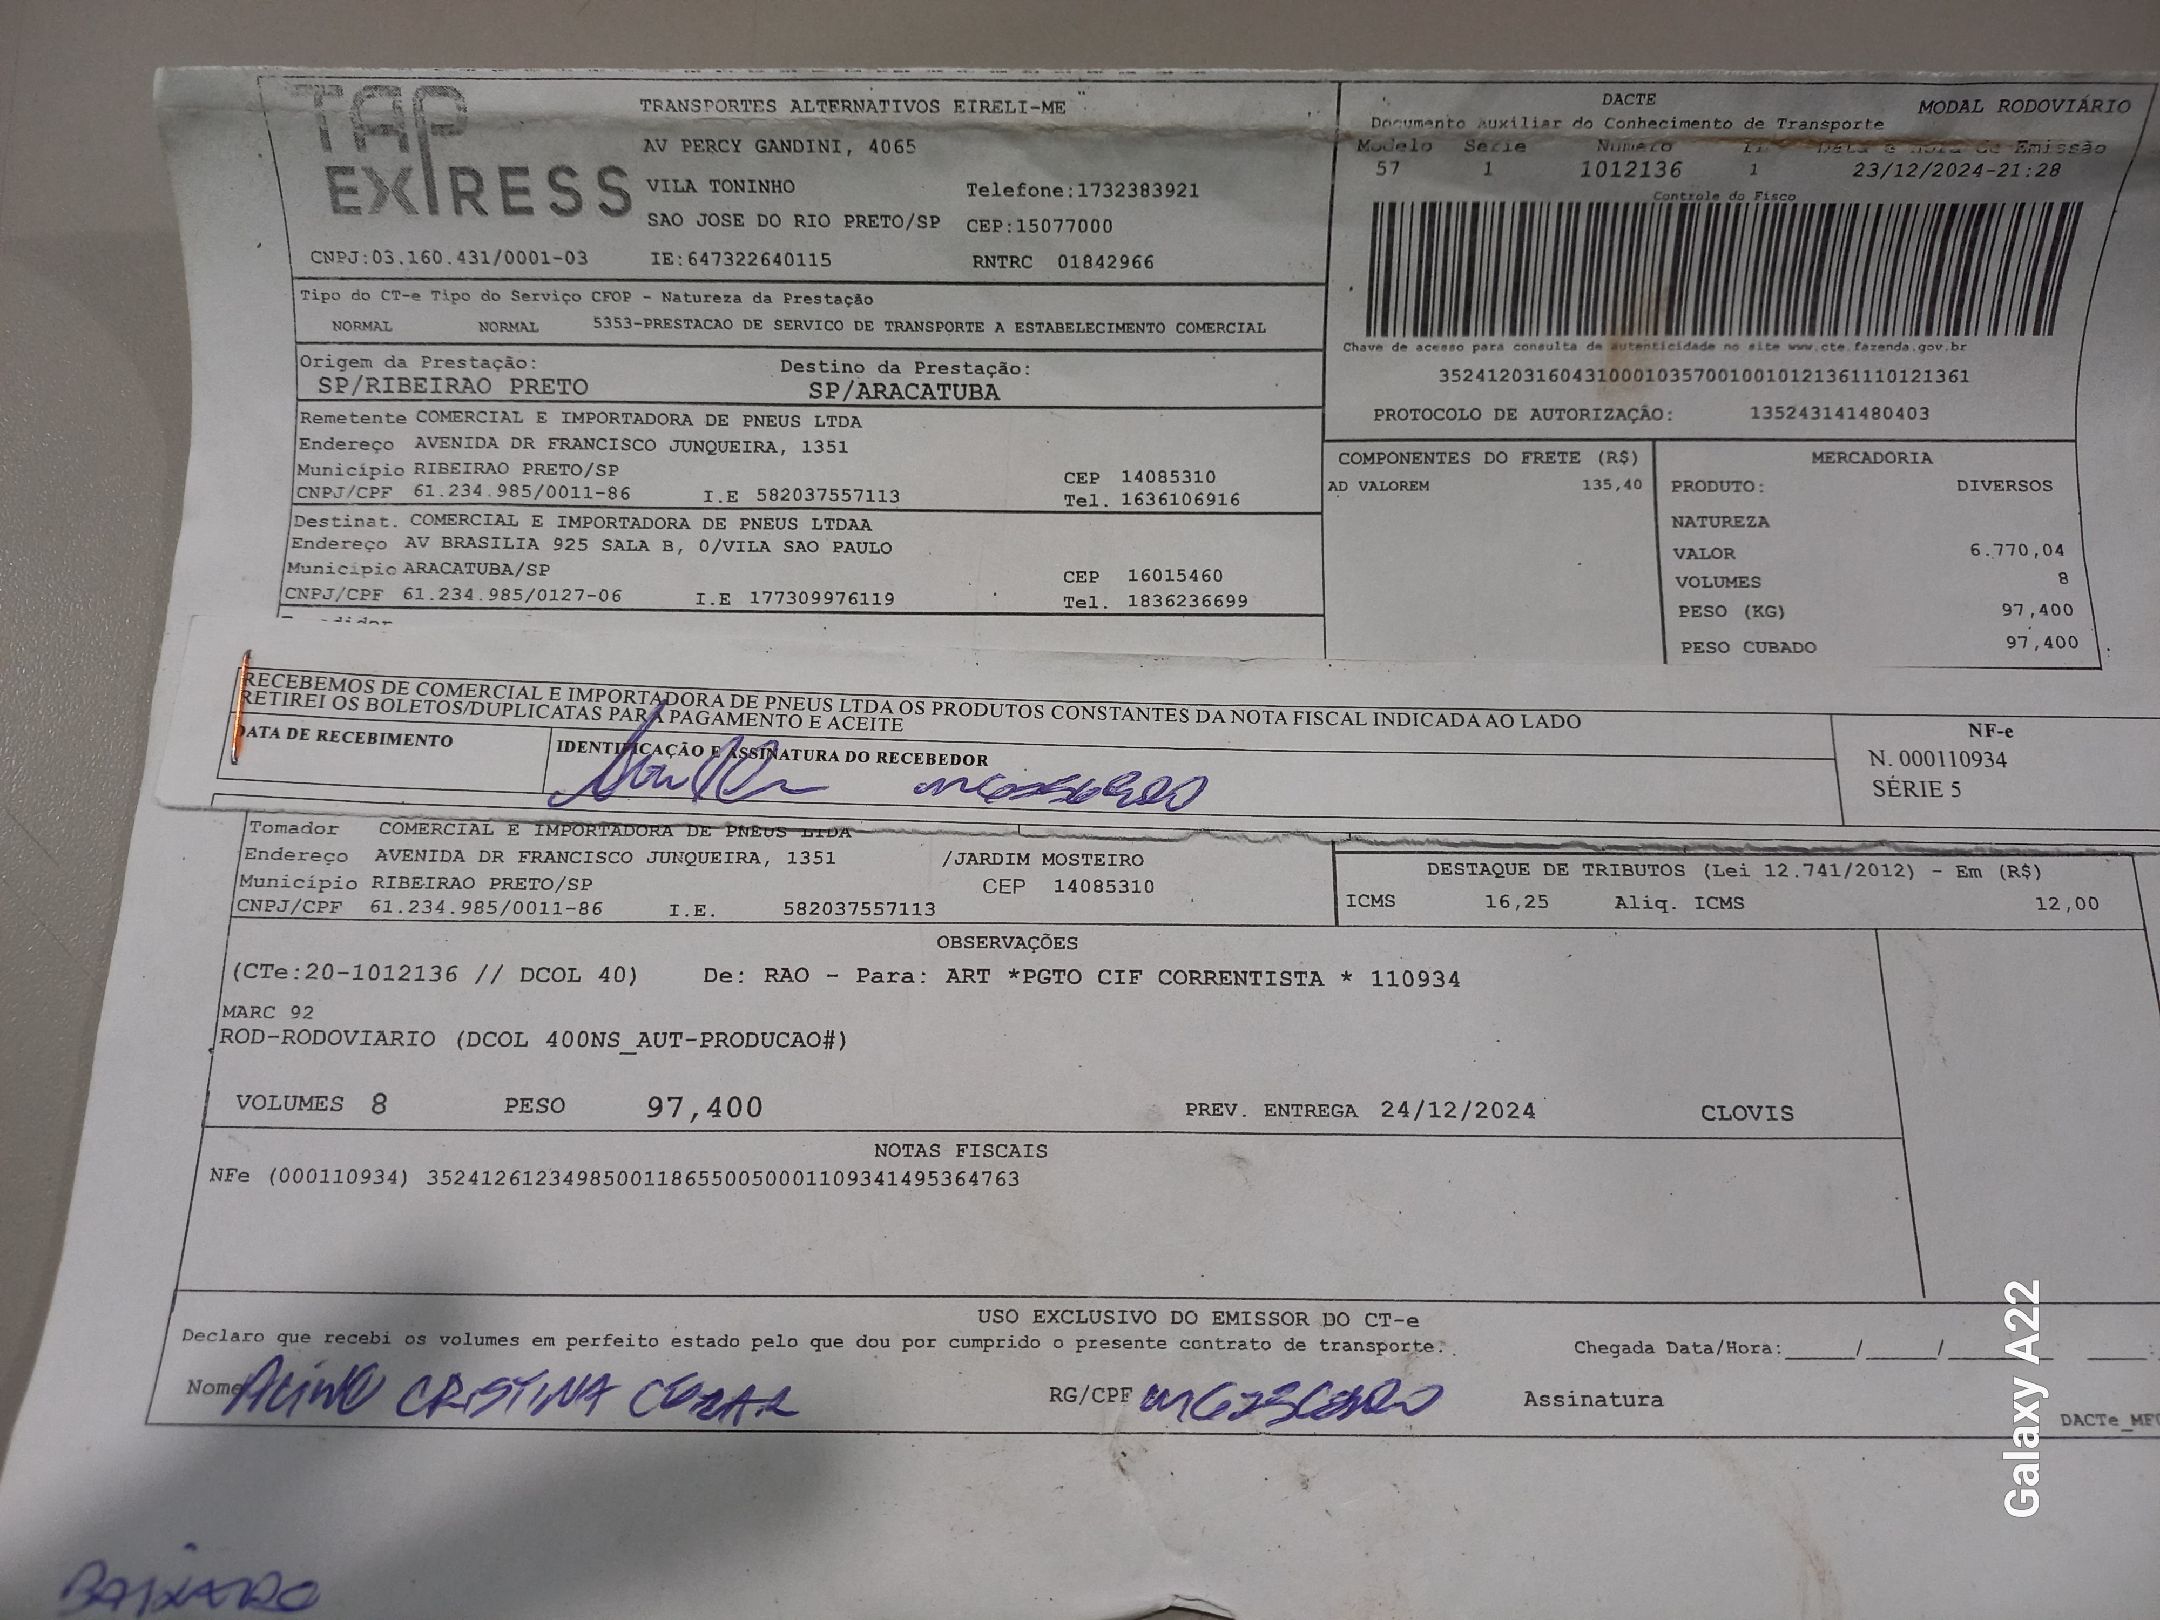 TAP EXPRESS
TRANSPORTES ALTERNATIVOS EIRELI-ME
AV PERCY GANDINI, 4065
VILA TONINHO Telefone:1732383921
SAO JOSE DO RIO PRETO/SP CEP:15077000
CNPJ:03.160.431/0001-03 IE:647322640115 RNTRC 01842966
DACTE MODAL RODOVIÁRIO
Documento Auxiliar do Conhecimento de Transporte
Modelo Série Número Data e Hora de Emissão
57 1 1012136 1 23/12/2024-21:28
Controle do Fisco
Chave de acesso para consulta de autenticidade no site www.cte.fazenda.gov.br
35241203160431000103570010010121361110121361
PROTOCOLO DE AUTORIZAÇÃO: 135243141480403
Tipo do CT-e Tipo do Serviço CFOP - Natureza da Prestação
NORMAL NORMAL 5353-PRESTACAO DE SERVICO DE TRANSPORTE A ESTABELECIMENTO COMERCIAL
Origem da Prestação: Destino da Prestação:
SP/RIBEIRAO PRETO SP/ARACATUBA
Remetente COMERCIAL E IMPORTADORA DE PNEUS LTDA
Endereço AVENIDA DR FRANCISCO JUNQUEIRA, 1351
Município RIBEIRAO PRETO/SP CEP 14085310
CNPJ/CPF 61.234.985/0011-86 I.E 582037557113 Tel. 1636106916
Destinat. COMERCIAL E IMPORTADORA DE PNEUS LTDAA
Endereço AV BRASILIA 925 SALA B, 0/VILA SAO PAULO
Município ARACATUBA/SP CEP 16015460
CNPJ/CPF 61.234.985/0127-06 I.E 177309976119 Tel. 1836236699
COMPONENTES DO FRETE (R$)
AD VALOREM 135,40
MERCADORIA
PRODUTO: DIVERSOS
NATUREZA
VALOR 6.770,04
VOLUMES 8
PESO (KG) 97,400
PESO CUBADO 97,400
RECEBEMOS DE COMERCIAL E IMPORTADORA DE PNEUS LTDA OS PRODUTOS CONSTANTES DA NOTA FISCAL INDICADA AO LADO
RETIREI OS BOLETOS/DUPLICATAS PARA PAGAMENTO E ACEITE
DATA DE RECEBIMENTO IDENTIFICAÇÃO E ASSINATURA DO RECEBEDOR
NF-e
N. 000110934
SÉRIE 5
Tomador COMERCIAL E IMPORTADORA DE PNEUS LTDA
Endereço AVENIDA DR FRANCISCO JUNQUEIRA, 1351 /JARDIM MOSTEIRO
Município RIBEIRAO PRETO/SP CEP 14085310
CNPJ/CPF 61.234.985/0011-86 I.E. 582037557113
DESTAQUE DE TRIBUTOS (Lei 12.741/2012) - Em (R$)
ICMS 16,25 Aliq. ICMS 12,00
OBSERVAÇÕES
(CTe:20-1012136 // DCOL 40) De: RAO - Para: ART *PGTO CIF CORRENTISTA * 110934
MARC 92
ROD-RODOVIARIO (DCOL 400NS_AUT-PRODUCAO#)
VOLUMES 8 PESO 97,400 PREV. ENTREGA 24/12/2024 CLOVIS
NOTAS FISCAIS
NFe (000110934) 35241261234985001186550050001109341495364763
USO EXCLUSIVO DO EMISSOR DO CT-e
Declaro que recebi os volumes em perfeito estado pelo que dou por cumprido o presente contrato de transporte. Chegada Data/Hora:
Nome CRISTINA RG/CPF Assinatura
Galaxy A22